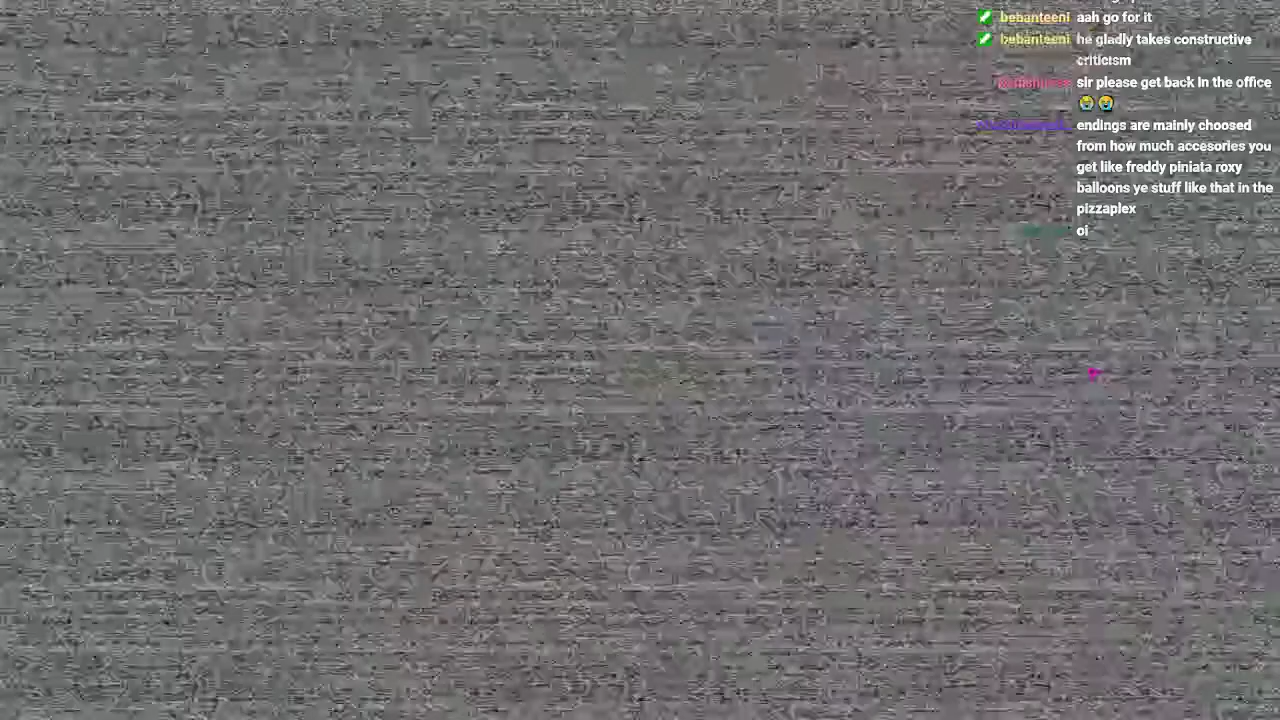 bebanteeni aah go for it
bebanteeni he gladly takes constructive
criticism
sir please get back in the office
😭 😭
endings are mainly choosed
from how much accesories you
get like freddy piniata roxy
balloons ye stuff like that in the
pizzaplex
oi